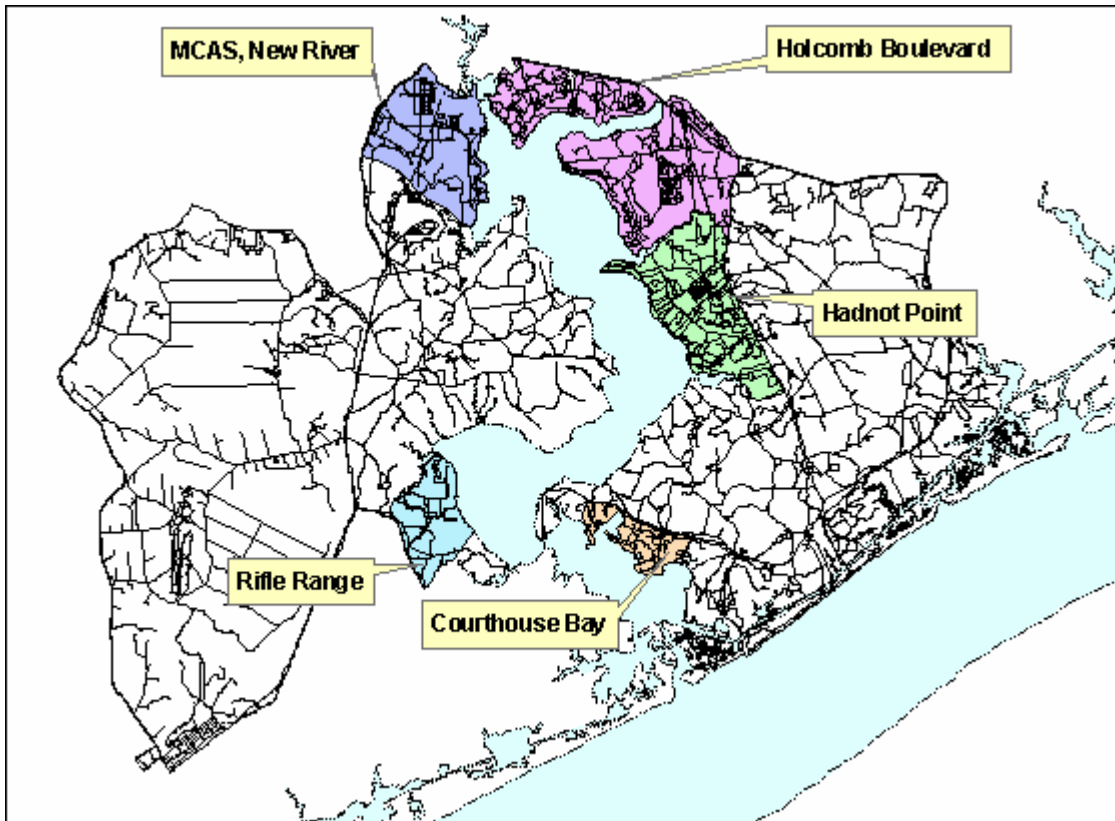 MCAS, New River
Holcomb Boulevard
Hadnot Point
Rifle Range
Courthouse Bay